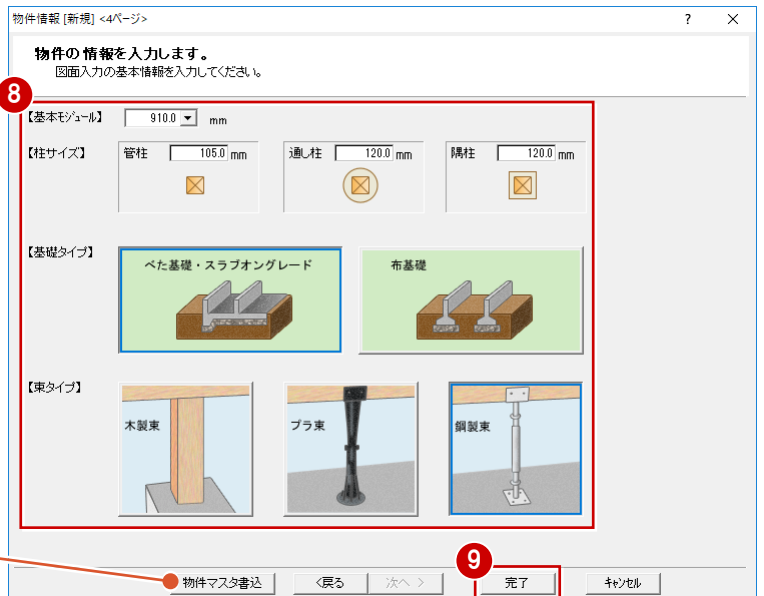 物件情報 [新規] <4ページ>
? ×
物件の情報を入力します。
図面入力の基本情報を入力してください。
8
【基本ﾓｼﾞｭｰﾙ】 910.0 mm
【柱サイズ】 管柱 105.0 mm 通し柱 120.0 mm 隅柱 120.0 mm
【基礎タイプ】
べた基礎・スラブオングレード 布基礎
【束タイプ】
木製束 プラ束 鋼製束
9
物件マスタ書込 <戻る 次へ > 完了 ｷｬﾝｾﾙ